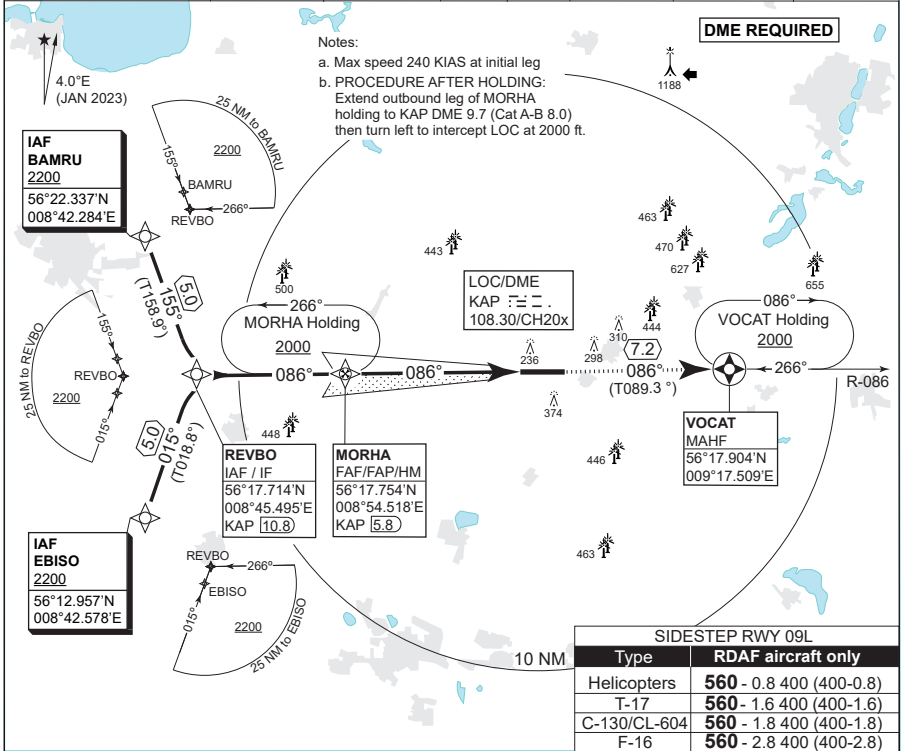 DME REQUIRED
Notes:
a. Max speed 240 KIAS at initial leg
b. PROCEDURE AFTER HOLDING:
Extend outbound leg of MORHA
holding to KAP DME 9.7 (Cat A-B 8.0)
then turn left to intercept LOC at 2000 ft.
4.0°E
(JAN 2023)
1188
IAF
BAMRU
2200
56°22.337'N
008°42.284'E
25 NM to BAMRU
2200
155°
BAMRU
REVBO
266°
463
470
627
655
443
500
444
310
298
236
374
LOC/DME
KAP
108.30/CH20x
5.0
155°
(T158.9°)
266°
MORHA Holding
2000
086°
VOCAT Holding
2000
266°
R-086
7.2
086°
(T089.3 °)
086°
086°
25 NM to REVBO
155°
REVBO
2200
015°
5.0
015°
(T018.8°)
448
446
463
REVBO
IAF / IF
56°17.714'N
008°45.495'E
KAP 10.8
MORHA
FAF/FAP/HM
56°17.754'N
008°54.518'E
KAP 5.8
VOCAT
MAHF
56°17.904'N
009°17.509'E
IAF
EBISO
2200
56°12.957'N
008°42.578'E
REVBO
266°
EBISO
015°
2200
25 NM to EBISO
10 NM
SIDESTEP RWY 09L
Type RDAF aircraft only
Helicopters 560 - 0.8 400 (400-0.8)
T-17 560 - 1.6 400 (400-1.6)
C-130/CL-604 560 - 1.8 400 (400-1.8)
F-16 560 - 2.8 400 (400-2.8)